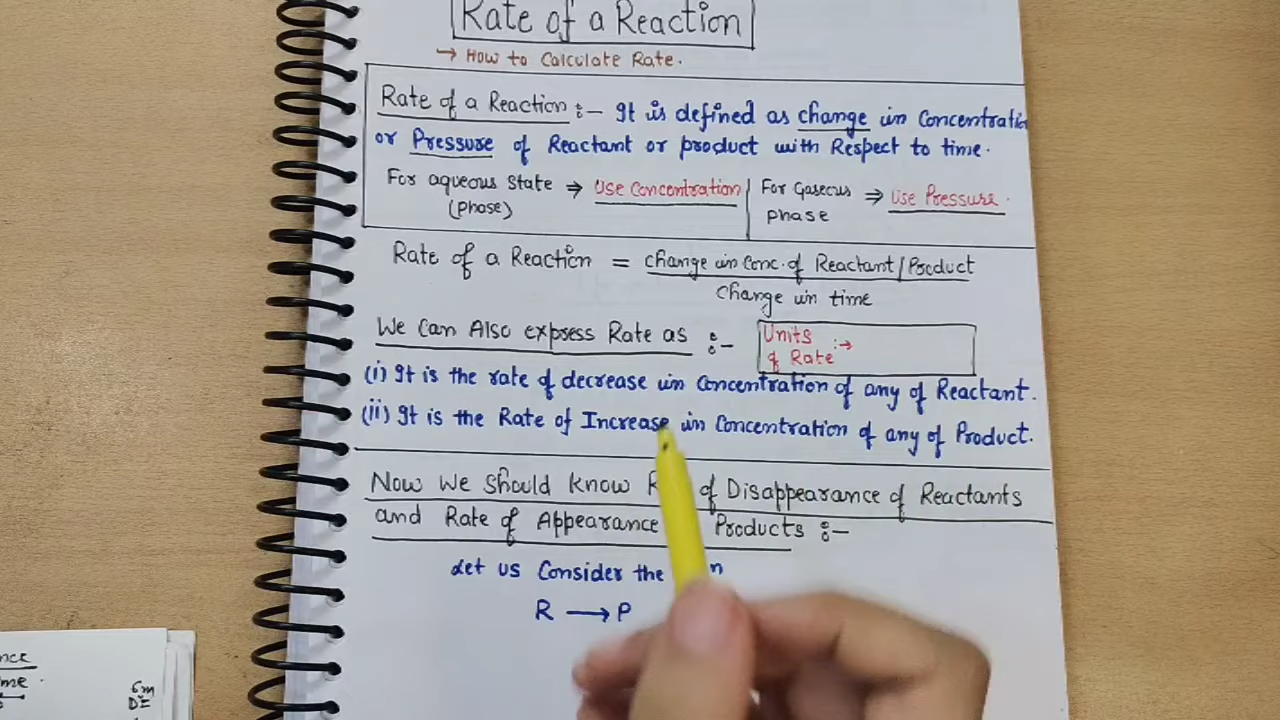 Rate of a Reaction
→ How to Calculate Rate.
Rate of a Reaction :- It is defined as change in Concentration
or Pressure of Reactant or product with Respect to time.
For aqueous state ⇒ Use Concentration
(Phase)
For Gaseous ⇒ Use Pressure.
phase
Rate of a Reaction = change in Conc. of Reactant/Product
Change in time
We Can Also express Rate as :-
Units
of Rate :→
(i) It is the rate of decrease in Concentration of any of Reactant.
(ii) It is the Rate of Increase in Concentration of any of Product.
Now We Should Know of Disappearance of Reactants
and Rate of Appearance Products :-
Let us Consider the
R → P